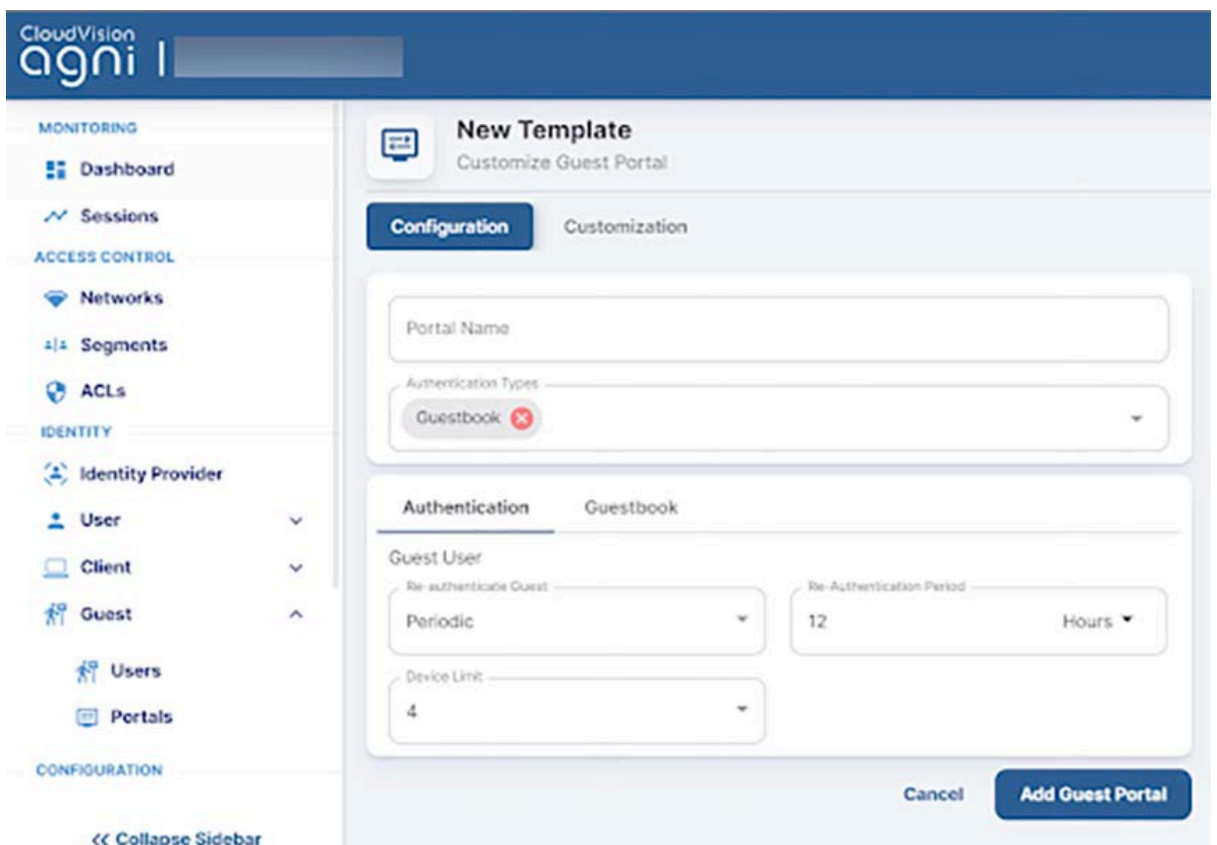 CloudVision
agni |
MONITORING
Dashboard
Sessions
ACCESS CONTROL
Networks
Segments
ACLs
IDENTITY
Identity Provider
User
Client
Guest
Users
Portals
CONFIGURATION
<< Collapse Sidebar
New Template
Customize Guest Portal
Configuration Customization
Portal Name
Authentication Types
Guestbook
Authentication Guestbook
Guest User
Re-authenticate Guest Re-Authentication Period
Periodic 12 Hours
Device Limit
4
Cancel Add Guest Portal